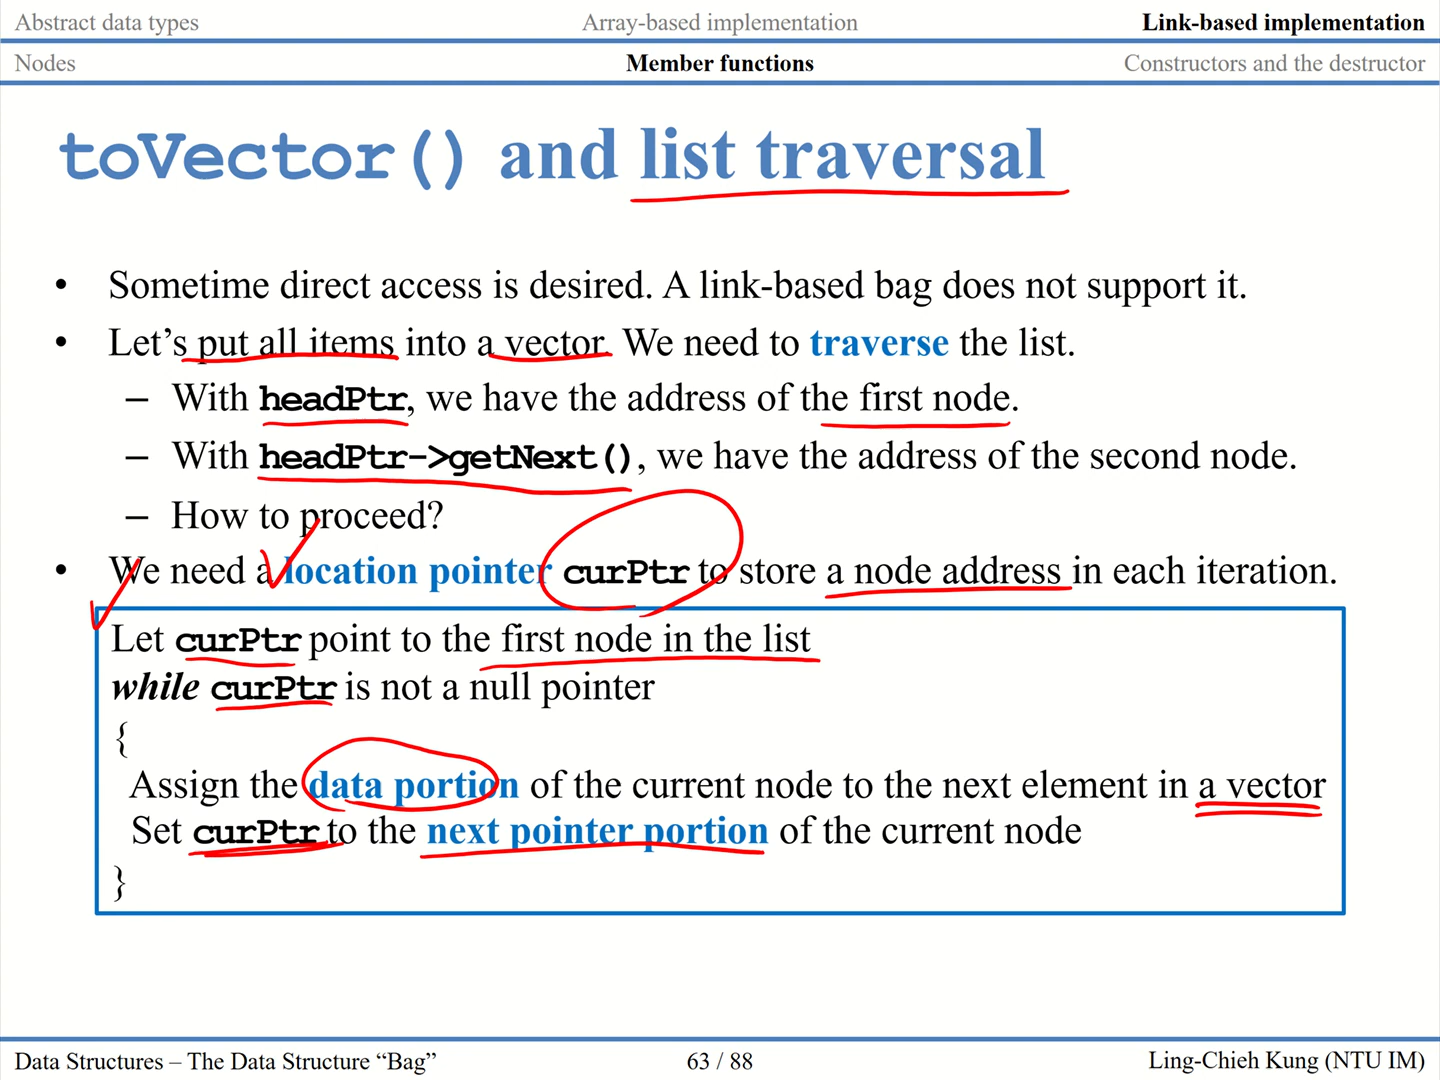 Abstract data types Array-based implementation Link-based implementation
Nodes Member functions Constructors and the destructor
toVector() and list traversal
• Sometime direct access is desired. A link-based bag does not support it.
• Let’s put all items into a vector. We need to traverse the list.
– With headPtr, we have the address of the first node.
– With headPtr->getNext(), we have the address of the second node.
– How to proceed?
• We need a location pointer curPtr to store a node address in each iteration.
Let curPtr point to the first node in the list
while curPtr is not a null pointer
{
Assign the data portion of the current node to the next element in a vector
Set curPtr to the next pointer portion of the current node
}
Data Structures – The Data Structure “Bag” 63 / 88 Ling-Chieh Kung (NTU IM)